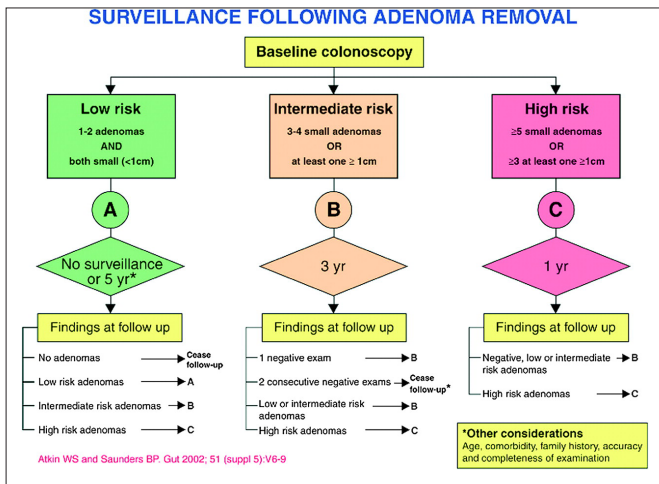 SURVEILLANCE FOLLOWING ADENOMA REMOVAL
Baseline colonoscopy
Low risk
1-2 adenomas
AND
both small (<1cm)
Intermediate risk
3-4 small adenomas
OR
at least one ≥ 1cm
High risk
≥5 small adenomas
OR
≥3 at least one ≥1cm
A
B
C
No surveillance
or 5 yr*
3 yr
1 yr
Findings at follow up
No adenomas
Cease
follow-up
Low risk adenomas
A
Intermediate risk adenomas
B
High risk adenomas
C
Findings at follow up
1 negative exam
B
2 consecutive negative exams
Cease
follow-up*
Low or intermediate risk
adenomas
B
High risk adenomas
C
Findings at follow up
Negative, low or intermediate
risk adenomas
B
High risk adenomas
C
*Other considerations
Age, comorbidity, family history, accuracy
and completeness of examination
Atkin WS and Saunders BP. Gut 2002; 51 (suppl 5):V6-9